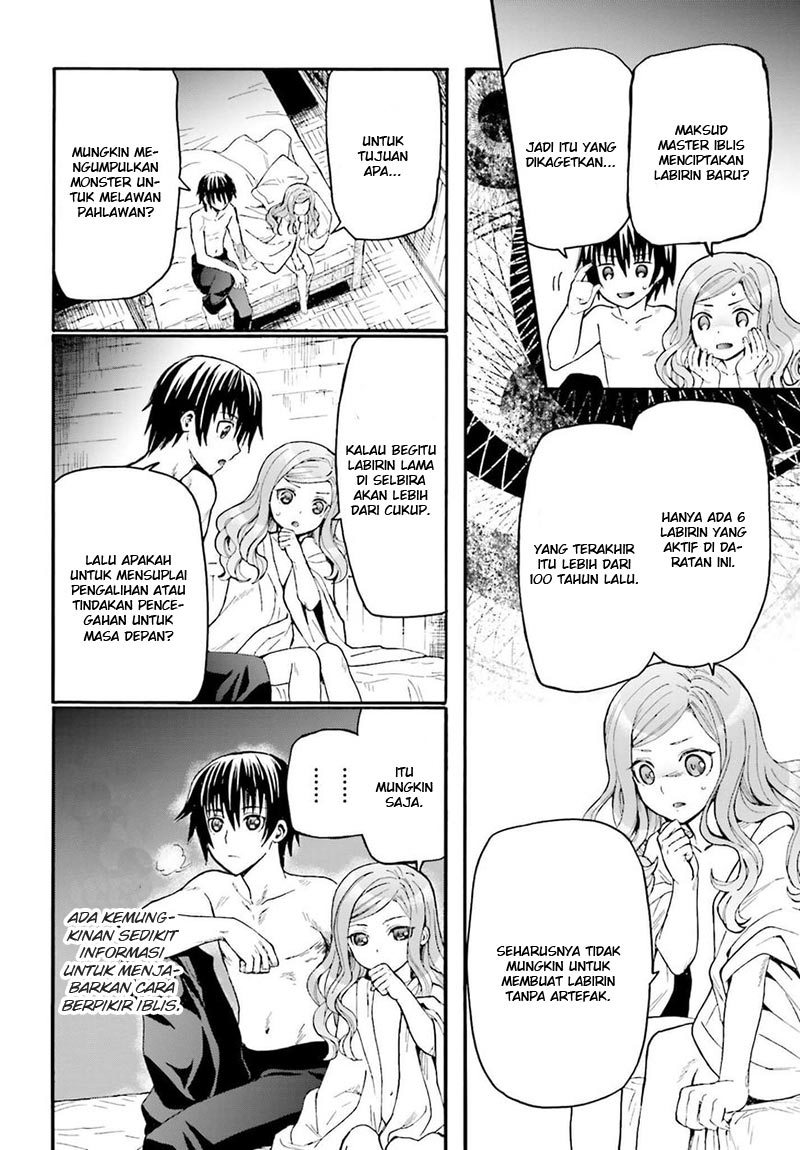 MAKSUD
MASTER IBLIS
MENCIPTAKAN
LABIRIN BARU?
JADI ITU YANG
DIKAGETKAN...
HANYA ADA 6
LABIRIN YANG
AKTIF DI DA-
RATAN INI.
YANG TERAKHIR
ITU LEBIH DARI
100 TAHUN LALU.
SEHARUSNYA TIDAK
MUNGKIN UNTUK
MEMBUAT LABIRIN
TANPA ARTEFAK.
UNTUK
TUJUAN
APA...
MUNGKIN ME-
NGUMPULKAN
MONSTER UN-
TUK MELAWAN
PAHLAWAN?
KALAU BEGITU
LABIRIN LAMA
DI SELBIRA
AKAN LEBIH
DARI CUKUP.
LALU APAKAH
UNTUK MENSUPLAI
PENGALIHAN ATAU
TINDAKAN PENCE-
GAHAN UNTUK
MASA DEPAN?
ITU
MUNGKIN
SAJA.
......
ADA KEMUNG-
KINAN SEDIKIT
INFORMASI
UNTUK MENJA-
BARKAN CARA
BERPIKIR IBLIS.